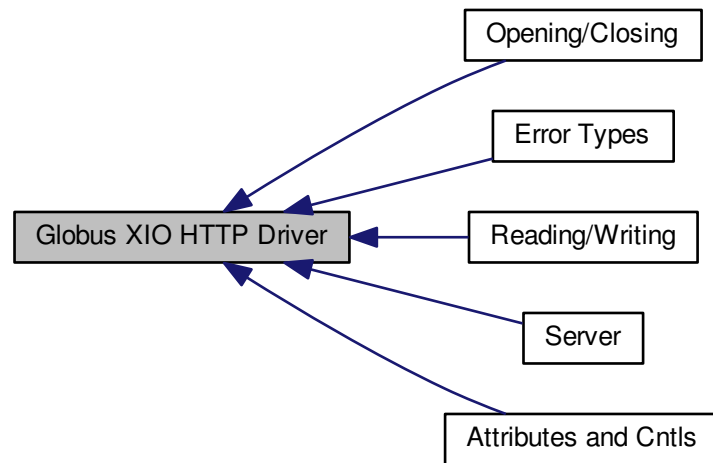 Opening/Closing
Error Types
Globus XIO HTTP Driver
Reading/Writing
Server
Attributes and Cntls